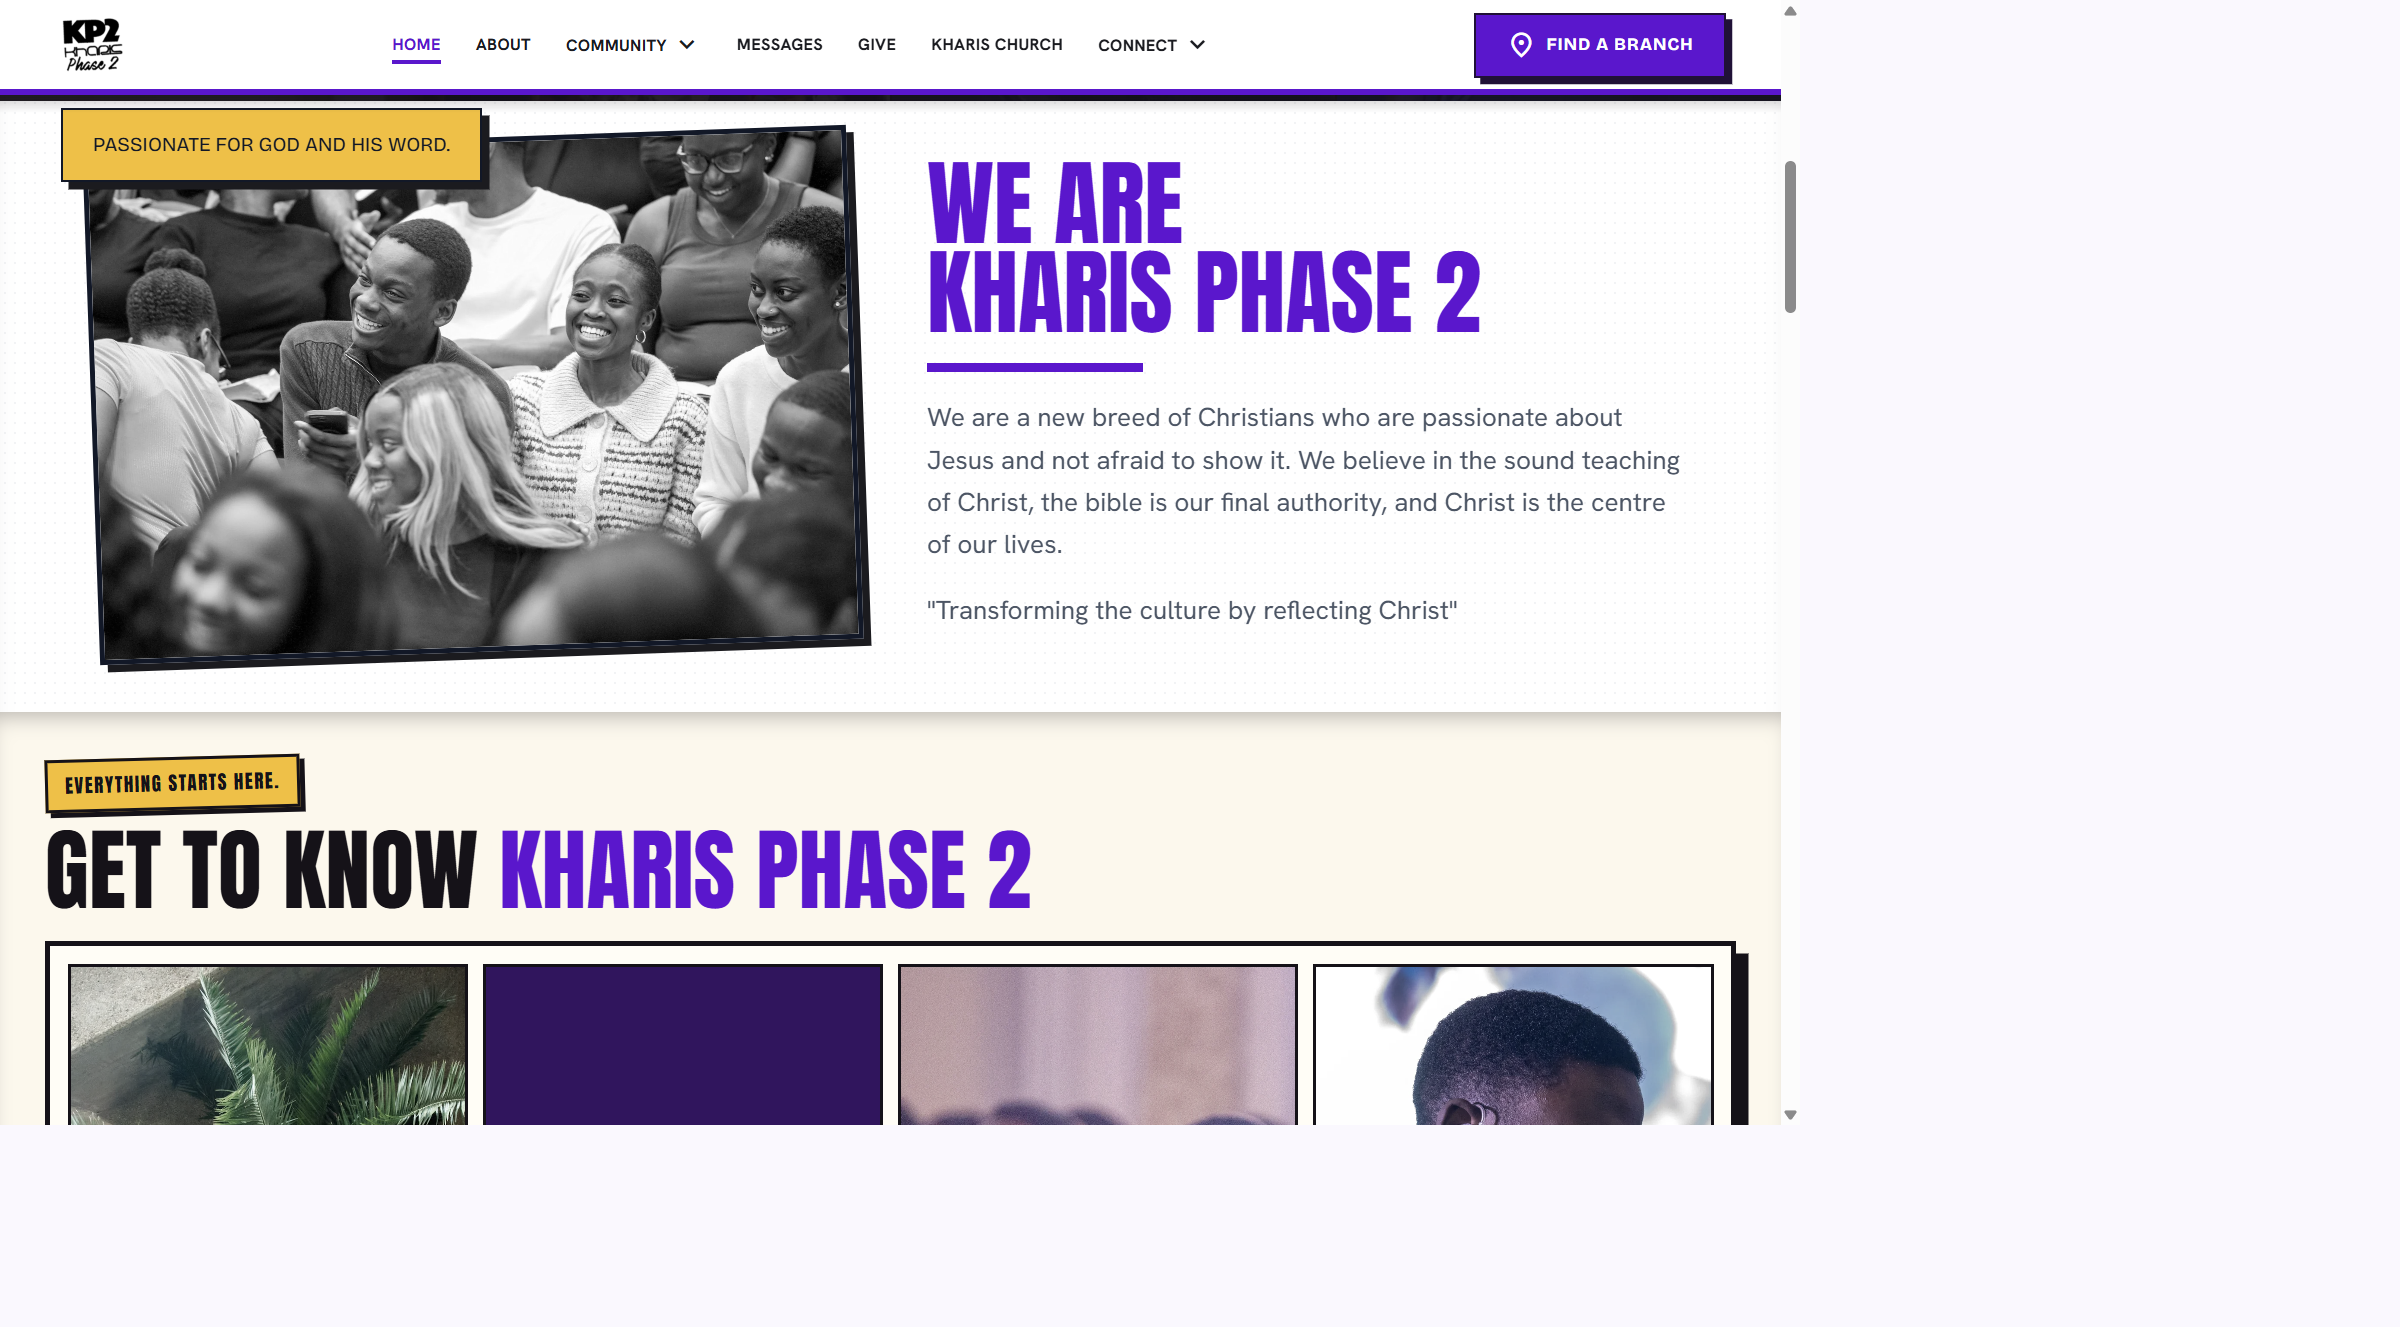 KP2
Kharis
Phase 2
HOME
ABOUT
COMMUNITY
MESSAGES
GIVE
KHARIS CHURCH
CONNECT
FIND A BRANCH
PASSIONATE FOR GOD AND HIS WORD.
WE ARE
KHARIS PHASE 2
We are a new breed of Christians who are passionate about
Jesus and not afraid to show it. We believe in the sound teaching
of Christ, the bible is our final authority, and Christ is the centre
of our lives.
"Transforming the culture by reflecting Christ"
EVERYTHING STARTS HERE.
GET TO KNOW KHARIS PHASE 2